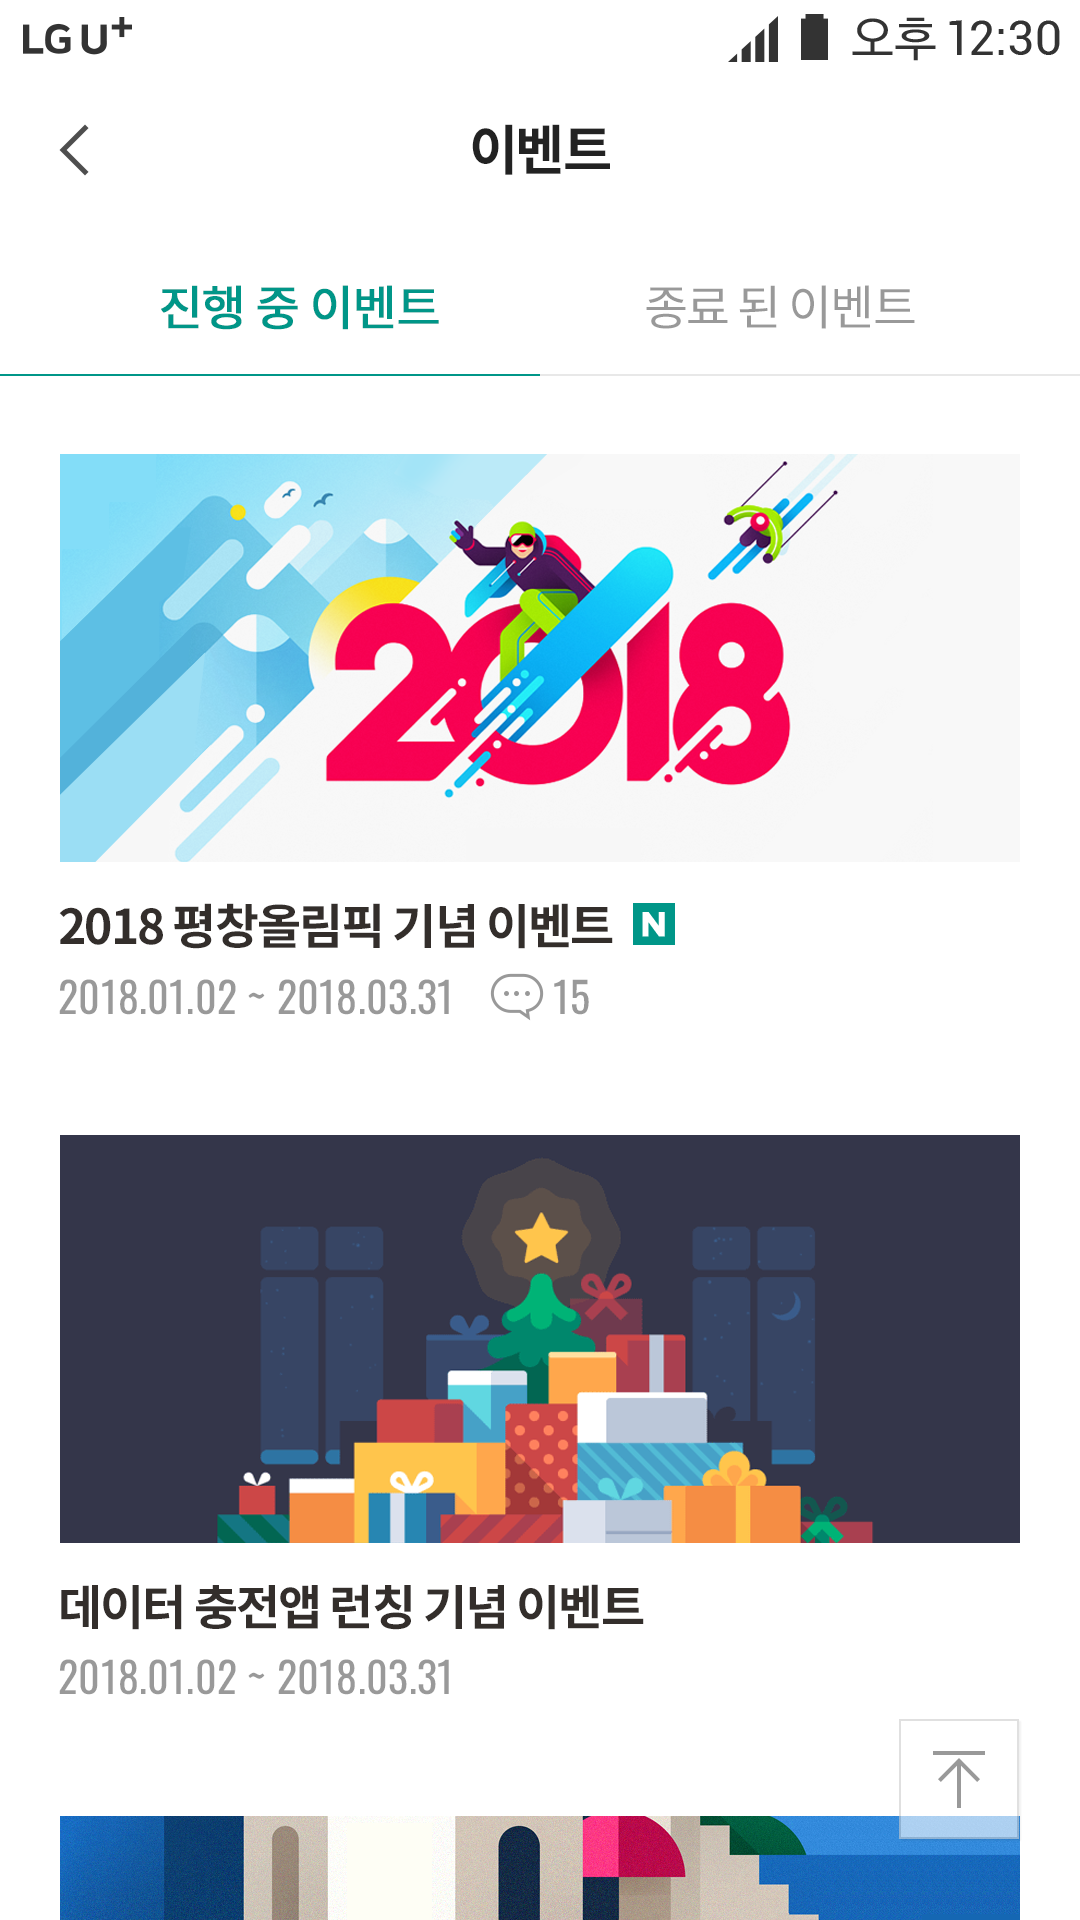 LG U+ 오후 12:30
이벤트
진행 중 이벤트 종료 된 이벤트
2018
2018 평창올림픽 기념 이벤트 N
2018.01.02 ~ 2018.03.31 15
데이터 충전앱 런칭 기념 이벤트
2018.01.02 ~ 2018.03.31